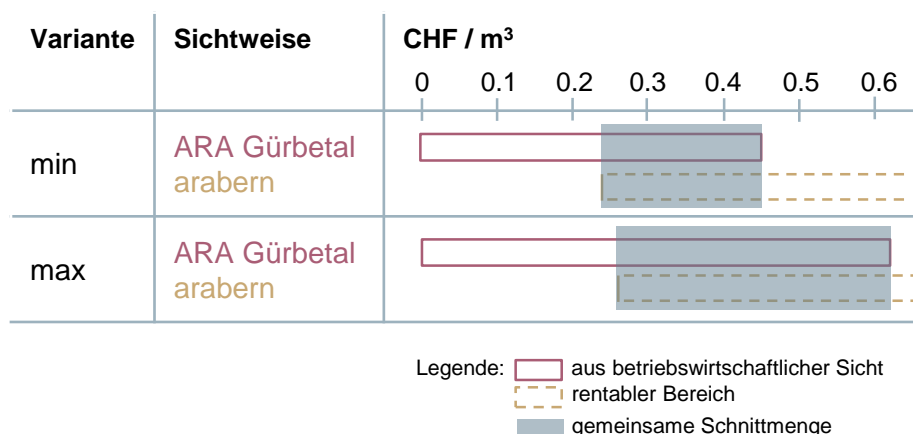 Variante Sichtweise CHF / m³
0 0.1 0.2 0.3 0.4 0.5 0.6
min
ARA Gürbetal
arabern
max
ARA Gürbetal
arabern
Legende: aus betriebswirtschaftlicher Sicht
rentabler Bereich
gemeinsame Schnittmenge